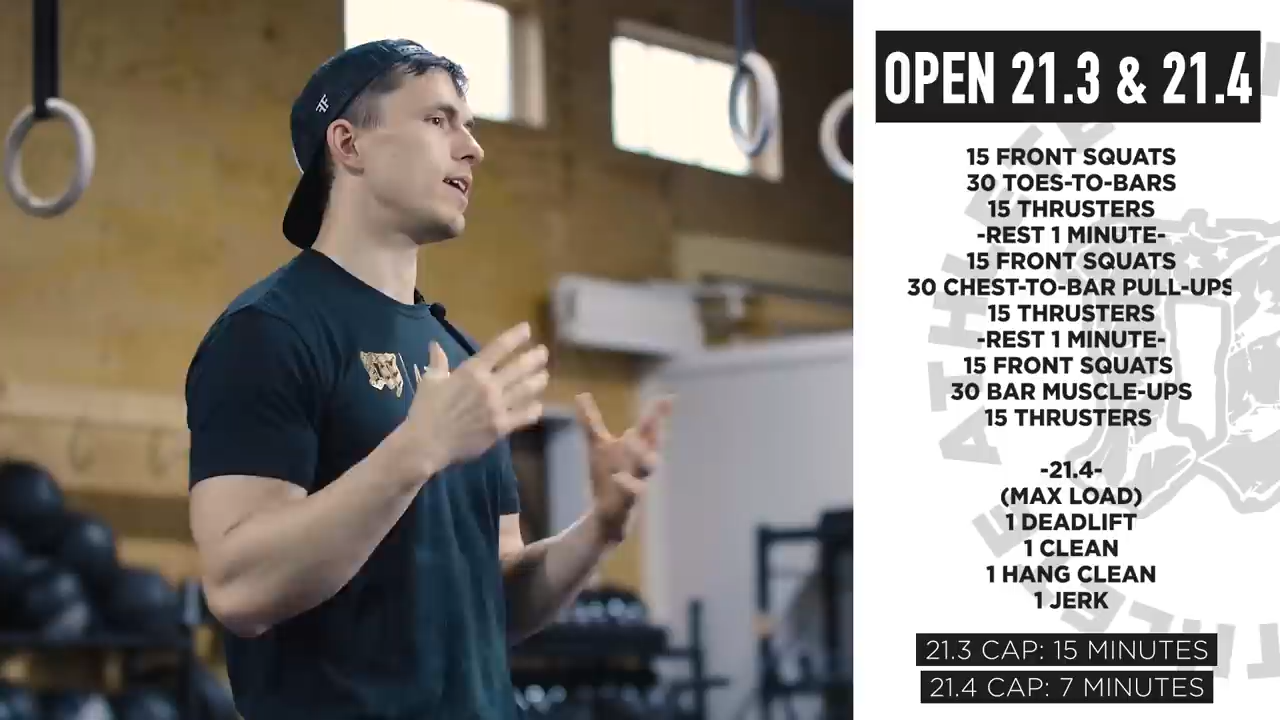 OPEN 21.3 & 21.4
15 FRONT SQUATS
30 TOES-TO-BARS
15 THRUSTERS
-REST 1 MINUTE-
15 FRONT SQUATS
30 CHEST-TO-BAR PULL-UPS
15 THRUSTERS
-REST 1 MINUTE-
15 FRONT SQUATS
30 BAR MUSCLE-UPS
15 THRUSTERS
-21.4-
(MAX LOAD)
1 DEADLIFT
1 CLEAN
1 HANG CLEAN
1 JERK
21.3 CAP: 15 MINUTES
21.4 CAP: 7 MINUTES